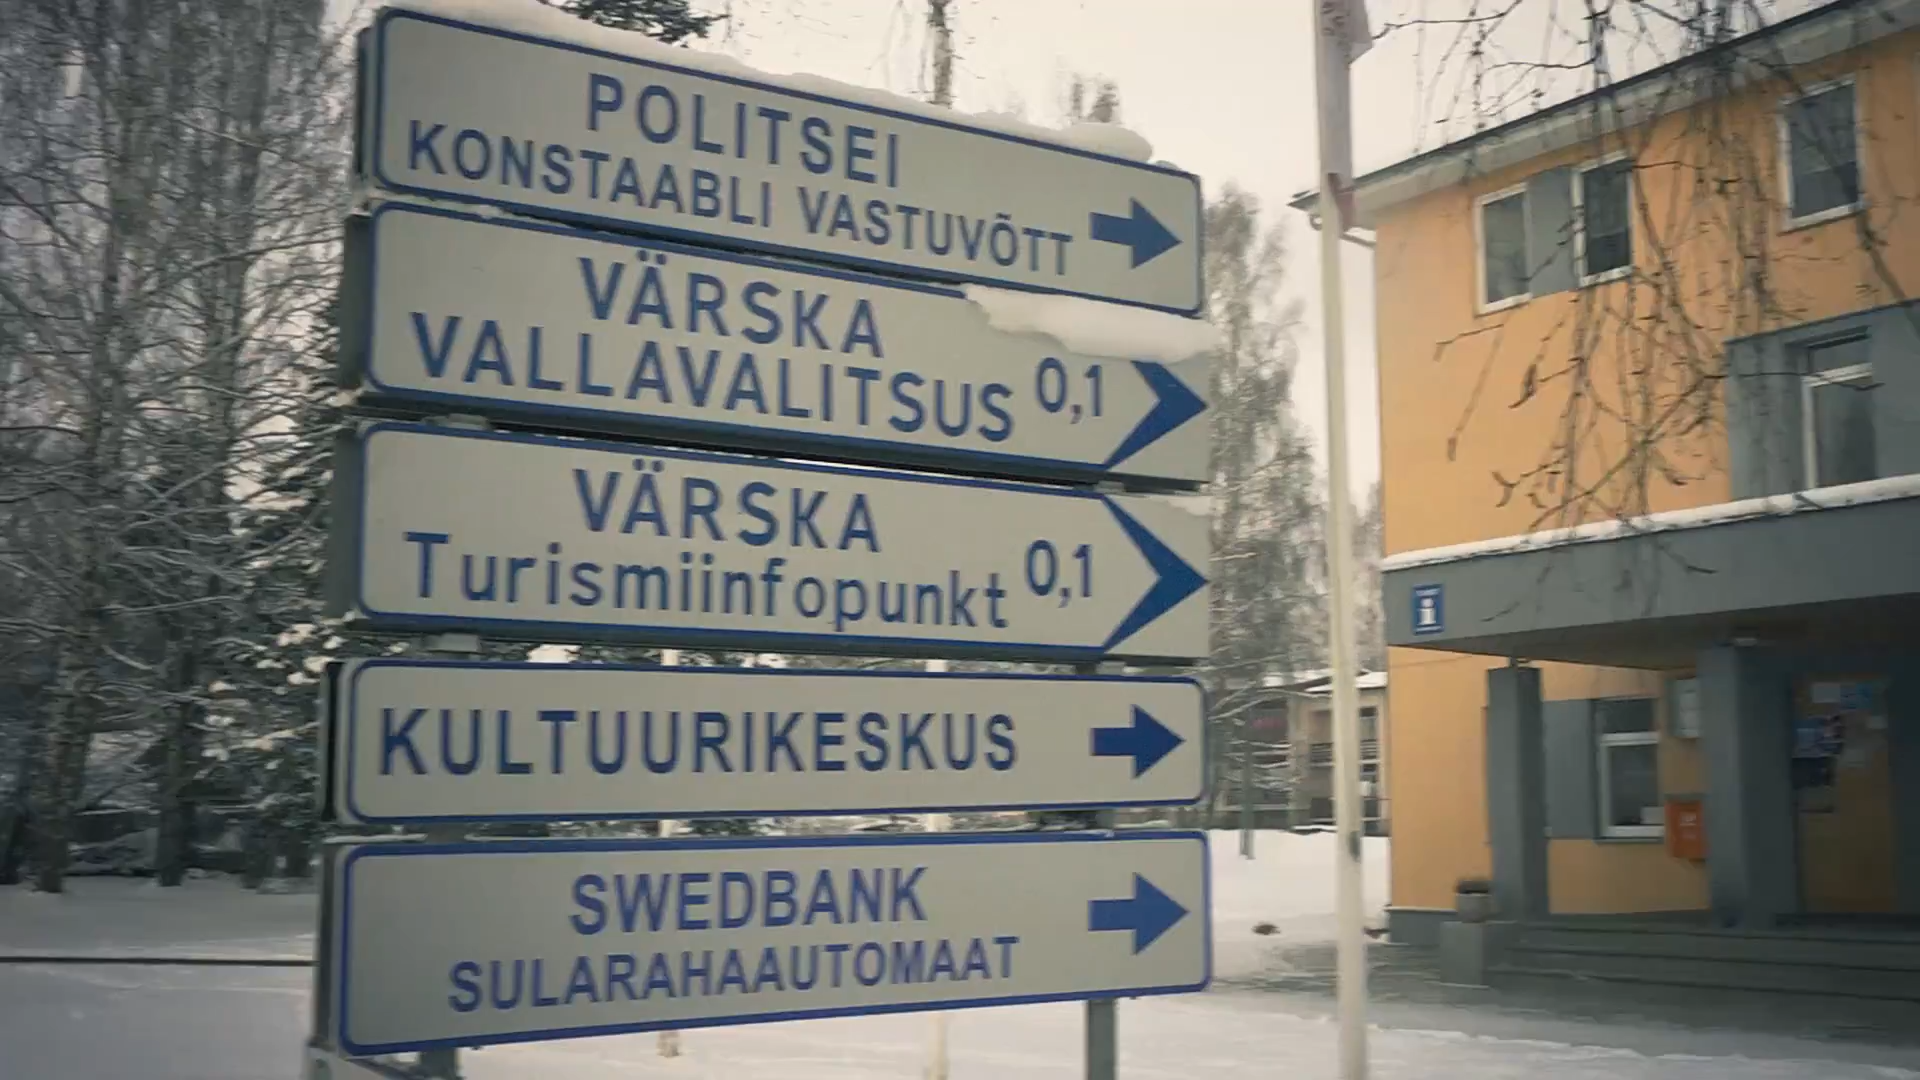 POLITSEI
KONSTAABLI VASTUVÕTT
VÄRSKA
VALLAVALITSUS 0,1
VÄRSKA
Turismiinfopunkt 0,1
KULTUURIKESKUS
SWEDBANK
SULARAHAAUTOMAAT
i